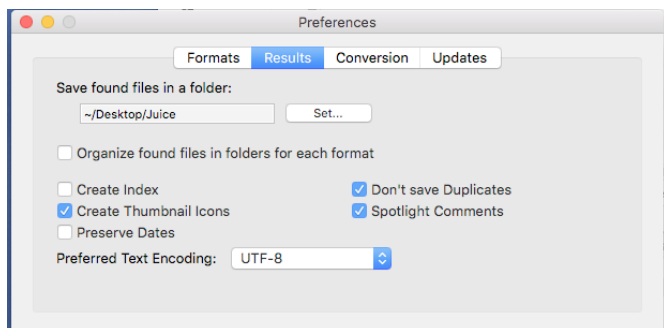 Preferences
Formats Results Conversion Updates
Save found files in a folder:
~/Desktop/Juice Set...
Organize found files in folders for each format
Create Index Don't save Duplicates
Create Thumbnail Icons Spotlight Comments
Preserve Dates
Preferred Text Encoding: UTF-8